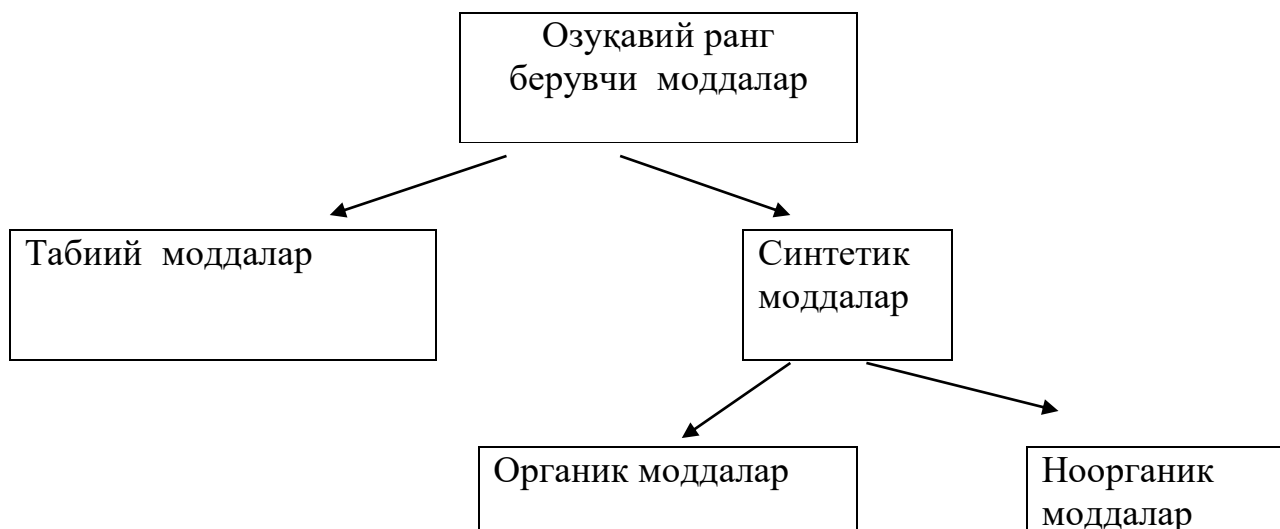 Озуқавий ранг
берувчи моддалар
Табиий моддалар
Синтетик
моддалар
Органик моддалар
Ноорганик
моддалар